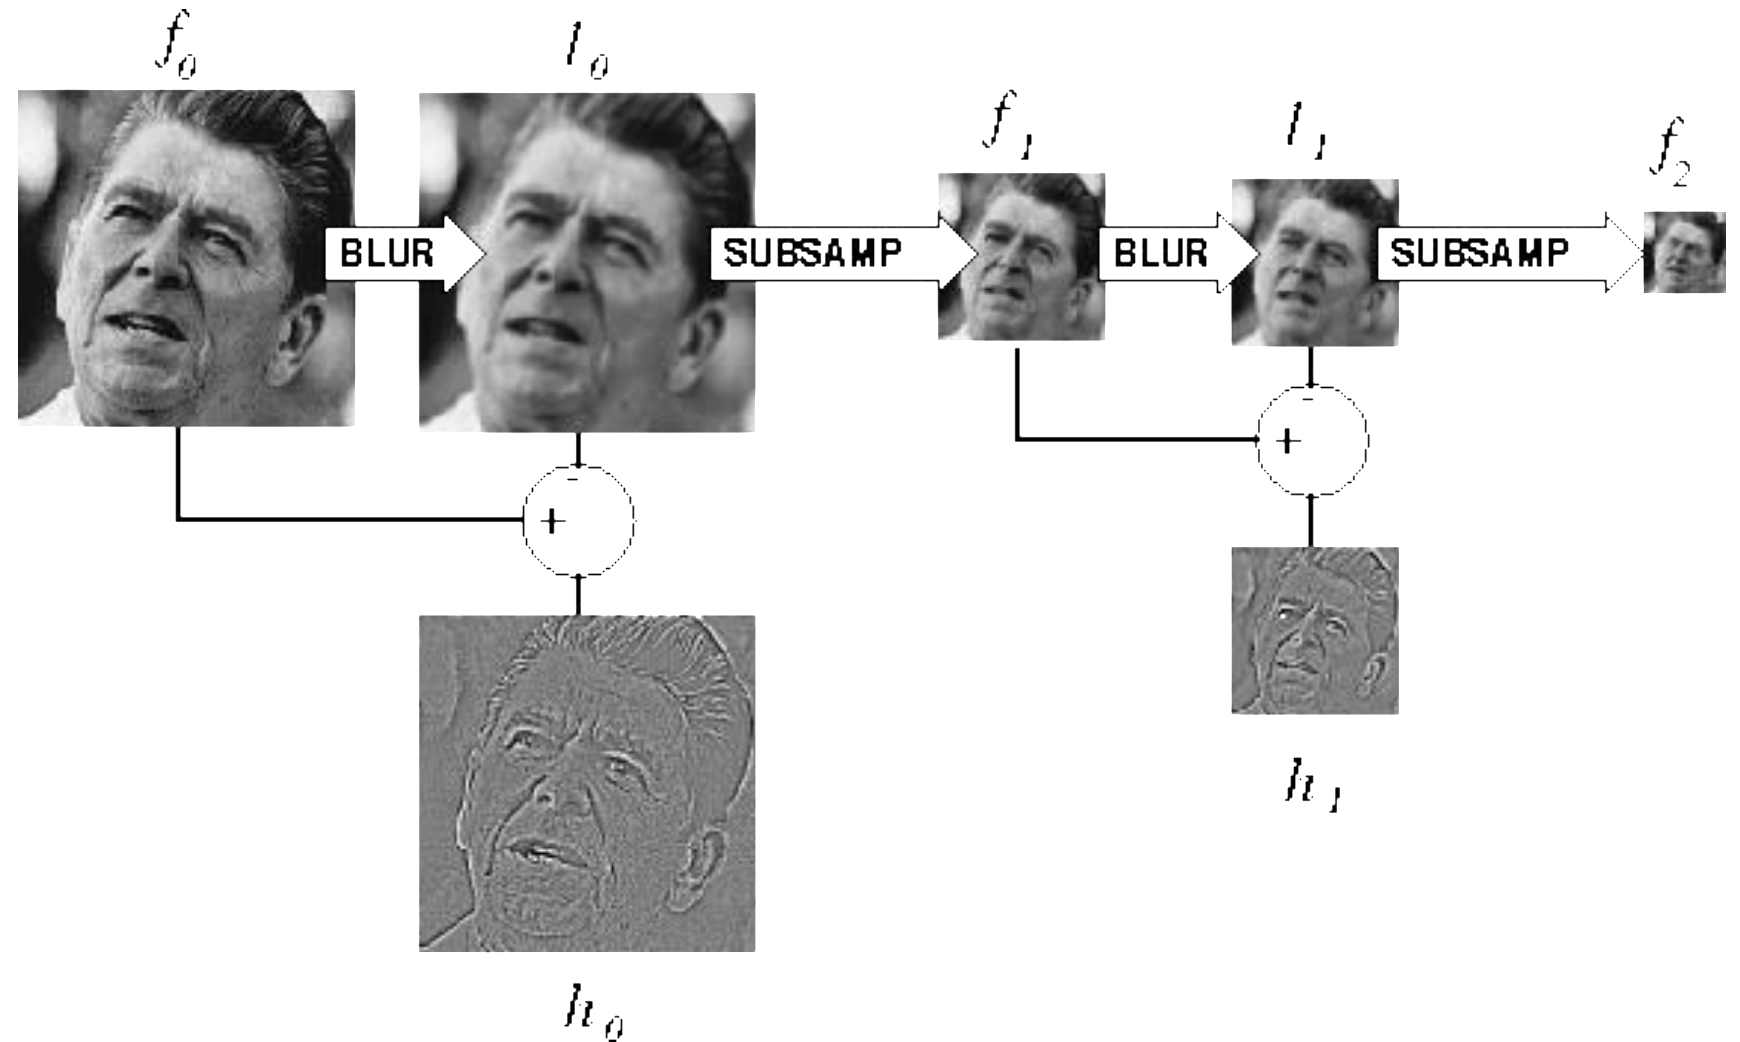 f₀
l₀
f₁
l₁
f₂
BLUR
SUBSAMP
BLUR
SUBSAMP
-
+
-
+
h₁
h₀